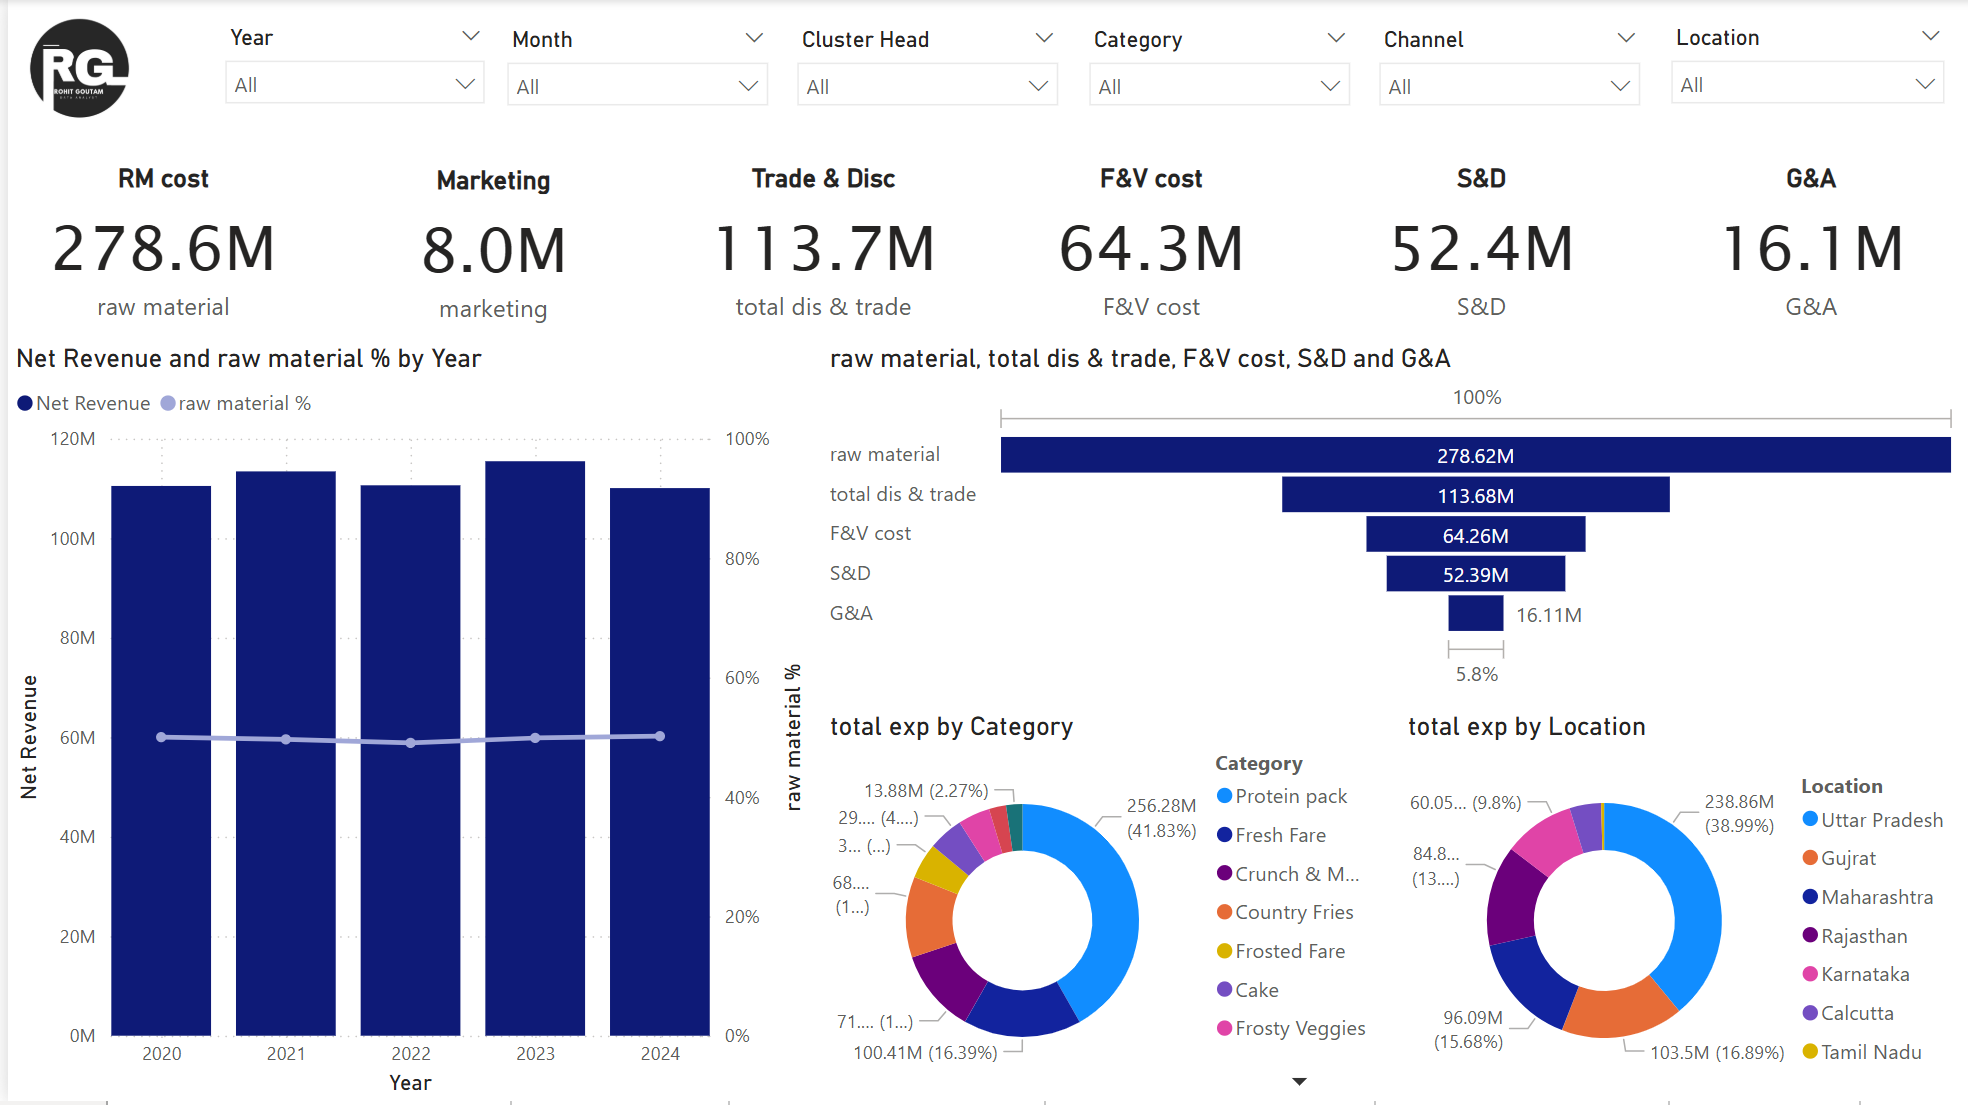 RG
ROHIT GOUTAM
DATA ANALYST
Year
All
Month
All
Cluster Head
All
Category
All
Channel
All
Location
All
RM cost
278.6M
raw material
Marketing
8.0M
marketing
Trade & Disc
113.7M
total dis & trade
F&V cost
64.3M
F&V cost
S&D
52.4M
S&D
G&A
16.1M
G&A
Net Revenue and raw material % by Year
Net Revenue
raw material %
120M
100M
80M
60M
40M
20M
0M
Net Revenue
100%
80%
60%
40%
20%
0%
raw material %
2020
2021
2022
2023
2024
Year
raw material, total dis & trade, F&V cost, S&D and G&A
100%
raw material
278.62M
total dis & trade
113.68M
F&V cost
64.26M
S&D
52.39M
G&A
16.11M
5.8%
total exp by Category
13.88M (2.27%)
29.... (4....)
3... (...)
68....
(1...)
71.... (1...)
100.41M (16.39%)
256.28M
(41.83%)
Category
Protein pack
Fresh Fare
Crunch & M...
Country Fries
Frosted Fare
Cake
Frosty Veggies
total exp by Location
60.05... (9.8%)
84.8...
(13....)
96.09M
(15.68%)
103.5M (16.89%)
238.86M
(38.99%)
Location
Uttar Pradesh
Gujrat
Maharashtra
Rajasthan
Karnataka
Calcutta
Tamil Nadu